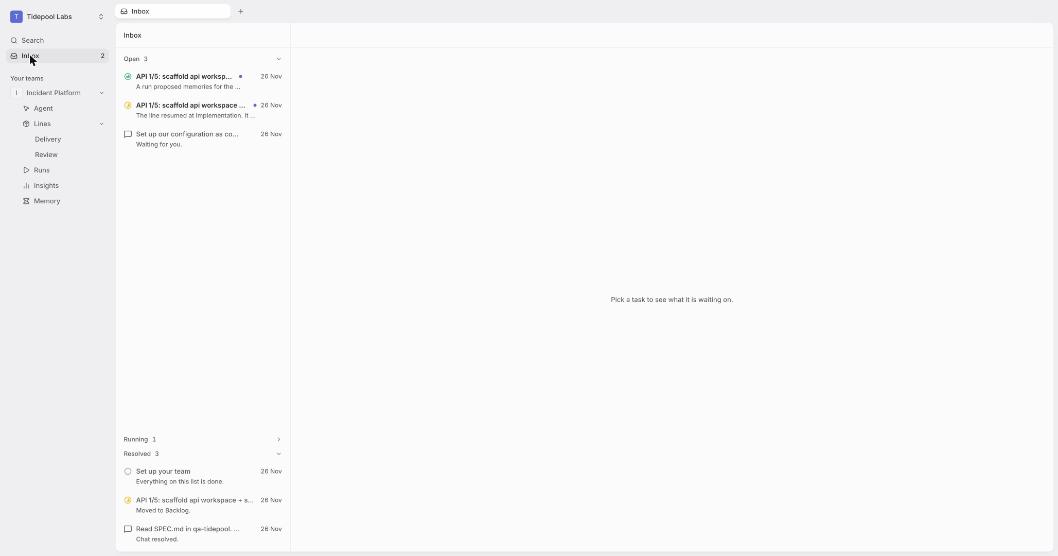 T Tidepool Labs
Inbox
Search
Inbox 2
Your teams
I Incident Platform
Agent
Lines
Delivery
Review
Runs
Insights
Memory
Inbox
Open 3
API 1/5: scaffold api worksp... 26 Nov
A run proposed memories for the ...
API 1/5: scaffold api workspace ... 26 Nov
The line resumed at Implementation. It ...
Set up our configuration as co... 26 Nov
Waiting for you.
Pick a task to see what it is waiting on.
Running 1
Resolved 3
Set up your team 26 Nov
Everything on this list is done.
API 1/5: scaffold api workspace + s... 26 Nov
Moved to Backlog.
Read SPEC.md in qa-tidepool. ... 26 Nov
Chat resolved.